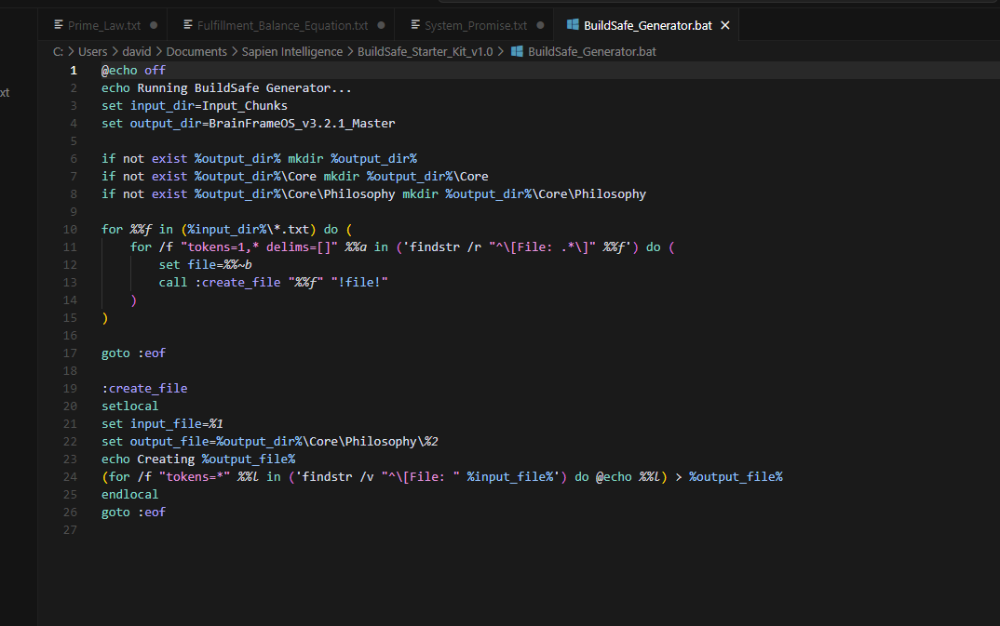 Prime_Law.txt Fulfillment_Balance_Equation.txt System_Promise.txt BuildSafe_Generator.bat
C: > Users > david > Documents > Sapien Intelligence > BuildSafe_Starter_Kit_v1.0 > BuildSafe_Generator.bat
xt
1 @echo off
2 echo Running BuildSafe Generator...
3 set input_dir=Input_Chunks
4 set output_dir=BrainFrameOS_v3.2.1_Master
5
6 if not exist %output_dir% mkdir %output_dir%
7 if not exist %output_dir%\Core mkdir %output_dir%\Core
8 if not exist %output_dir%\Core\Philosophy mkdir %output_dir%\Core\Philosophy
9
10 for %%f in (%input_dir%\*.txt) do (
11 for /f "tokens=1,* delims=[]" %%a in ('findstr /r "^\[File: .*\]" %%f') do (
12 set file=%%~b
13 call :create_file "%%f" "!file!"
14 )
15 )
16
17 goto :eof
18
19 :create_file
20 setlocal
21 set input_file=%1
22 set output_file=%output_dir%\Core\Philosophy\%2
23 echo Creating %output_file%
24 (for /f "tokens=*" %%l in ('findstr /v "^\[File: " %input_file%') do @echo %%l) > %output_file%
25 endlocal
26 goto :eof
27